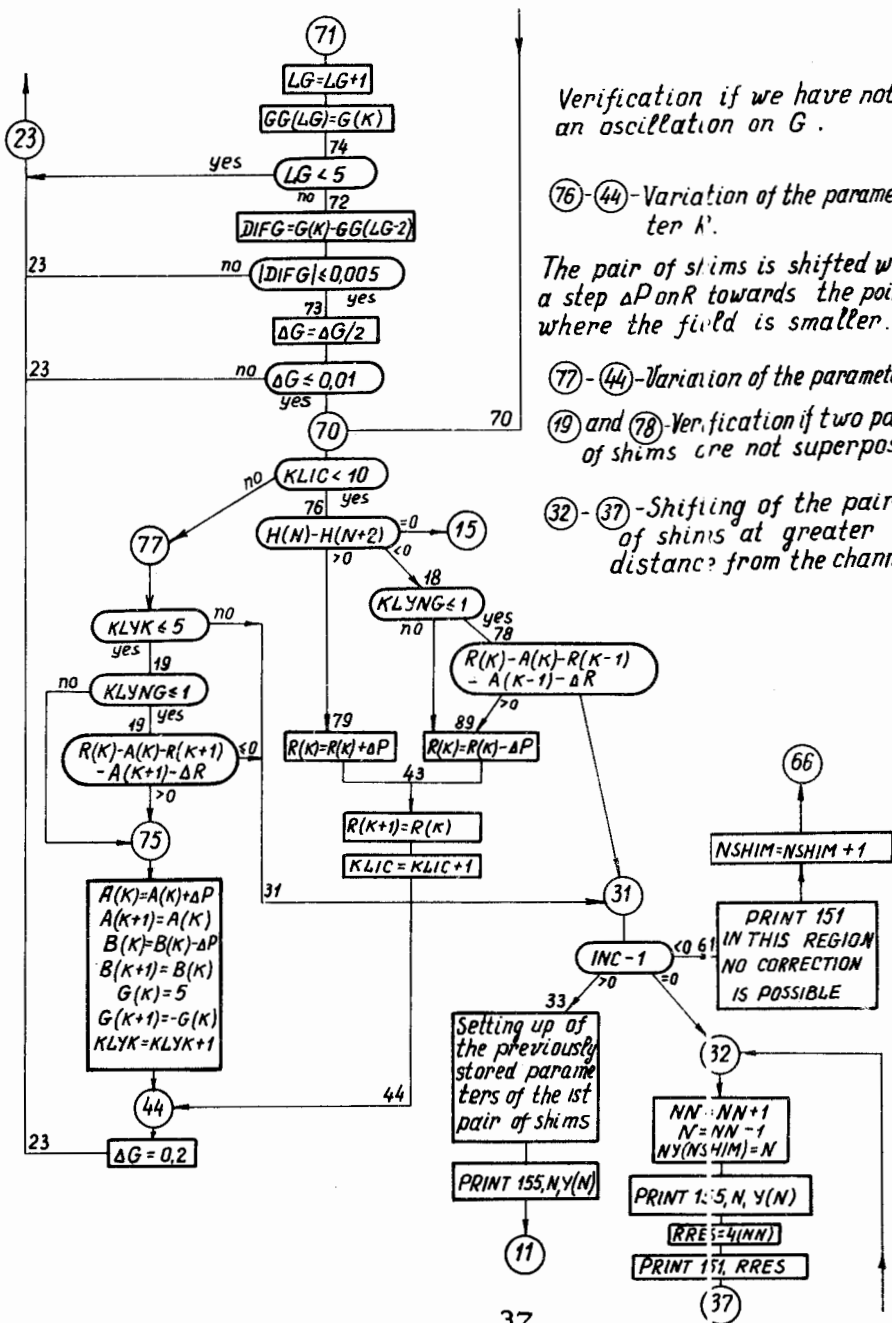 71
LG=LG+1
GG(LG)=G(K)
74
yes
LG<5
no 72
DIFG=G(K)-GG(LG-2)
23
no
|DIFG|≤0,005
yes
73
ΔG=ΔG/2
23
no
ΔG≤0,01
yes
70
70
KLIC<10
no
yes
76
H(N)-H(N+2)
=0
15
>0
<0
77
18
KLYNG≤1
no
yes
78
R(K)-A(K)-R(K-1)
-A(K-1)-ΔR
>0
KLYK≤5
no
yes
19
KLYNG≤1
no
yes
19
R(K)-A(K)-R(K+1)
-A(K+1)-ΔR
≤0
>0
79
R(K)=R(K)+ΔP
89
R(K)=R(K)-ΔP
43
R(K+1)=R(K)
KLIC=KLIC+1
75
A(K)=A(K)+ΔP
A(K+1)=A(K)
B(K)=B(K)-ΔP
B(K+1)=B(K)
G(K)=5
G(K+1)=-G(K)
KLYK=KLYK+1
31
31
INC-1
<0 61
>0
=0
66
NSHIM=NSHIM+1
PRINT 151
IN THIS REGION
NO CORRECTION
IS POSSIBLE
33
Setting up of
the previously
stored parame
ters of the 1st
pair of shims
PRINT 155,N,Y(N)
11
32
NN=NN+1
N=NN-1
NY(NSHIM)=N
PRINT 155, N, Y(N)
RRES=4(NN)
PRINT 151, RRES
37
44
44
23
ΔG=0,2
23
Verification if we have not
an oscillation on G.
76-44-Variation of the parame
ter
The pair of shims is shifted
a step ΔP on R towards the
where the field is smaller.
77-44-Variation of the
19 and 78-Verification if two
of shims are not
32-37-Shifting of the pair
of shims at greater
distance from the
37